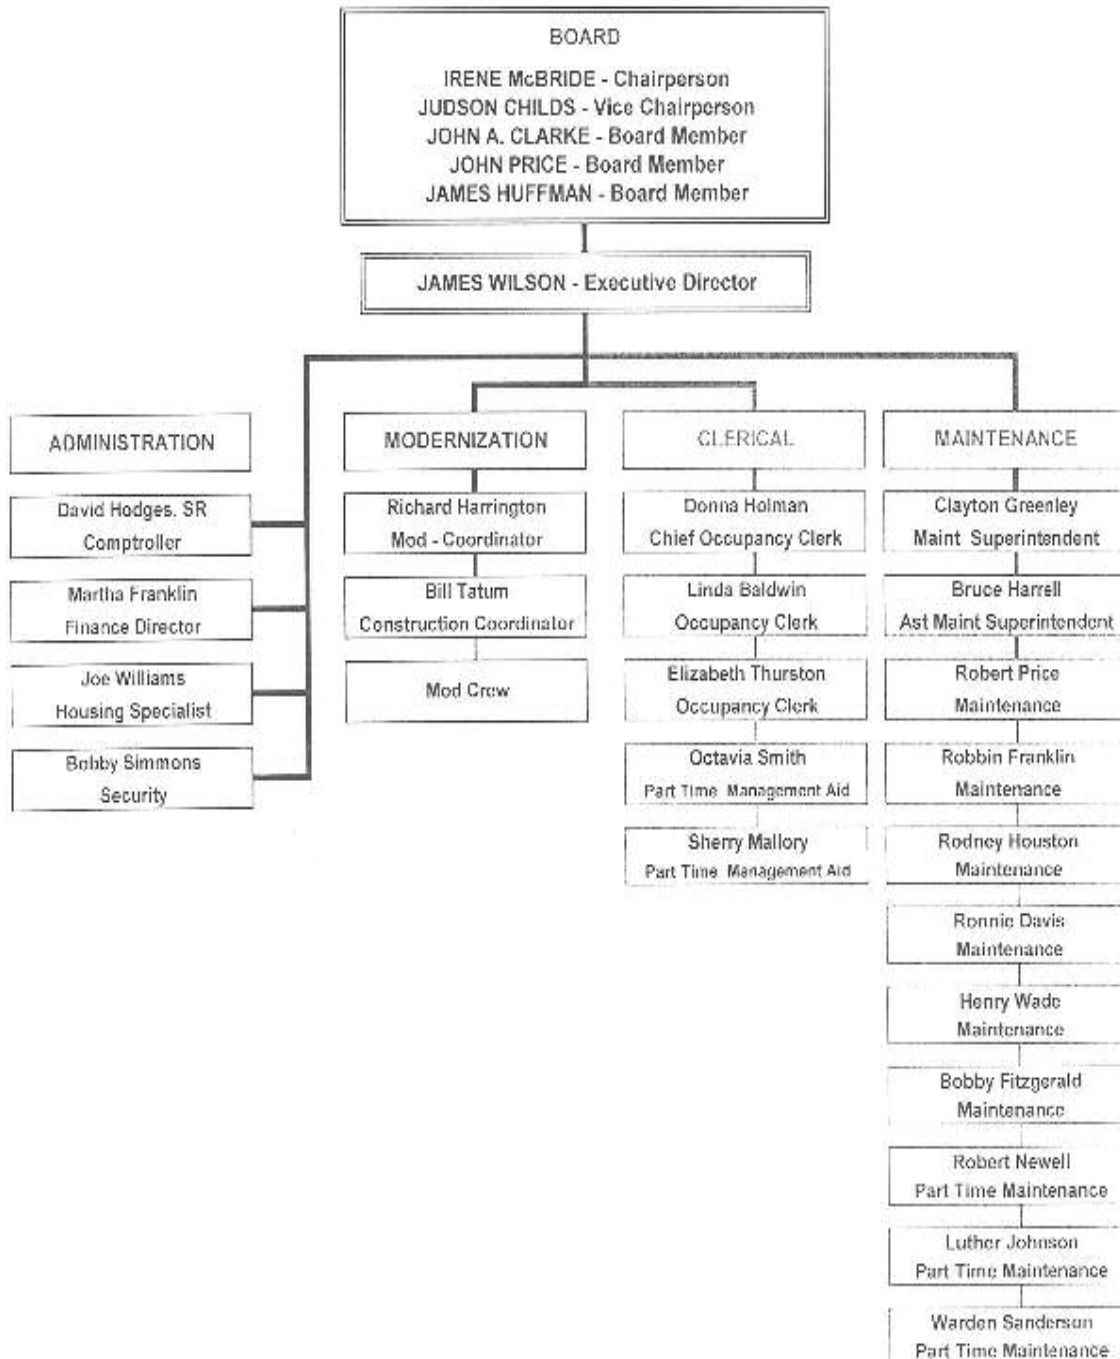 BOARD
IRENE McBRIDE - Chairperson
JUDSON CHILDS - Vice Chairperson
JOHN A. CLARKE - Board Member
JOHN PRICE - Board Member
JAMES HUFFMAN - Board Member
JAMES WILSON - Executive Director
ADMINISTRATION
David Hodges, SR
Comptroller
Martha Franklin
Finance Director
Joe Williams
Housing Specialist
Bobby Simmons
Security
MODERNIZATION
Richard Harrington
Mod - Coordinator
Bill Tatum
Construction Coordinator
Mod Crew
CLERICAL
Donna Holman
Chief Occupancy Clerk
Linda Baldwin
Occupancy Clerk
Elizabeth Thurston
Occupancy Clerk
Octavia Smith
Part Time Management Aid
Sherry Mallory
Part Time Management Aid
MAINTENANCE
Clayton Greenley
Maint Superintendent
Bruce Harrell
Ast Maint Superintendent
Robert Price
Maintenance
Robbin Franklin
Maintenance
Rodney Houston
Maintenance
Ronnie Davis
Maintenance
Henry Wade
Maintenance
Bobby Fitzgerald
Maintenance
Robert Newell
Part Time Maintenance
Luther Johnson
Part Time Maintenance
Warden Sanderson
Part Time Maintenance